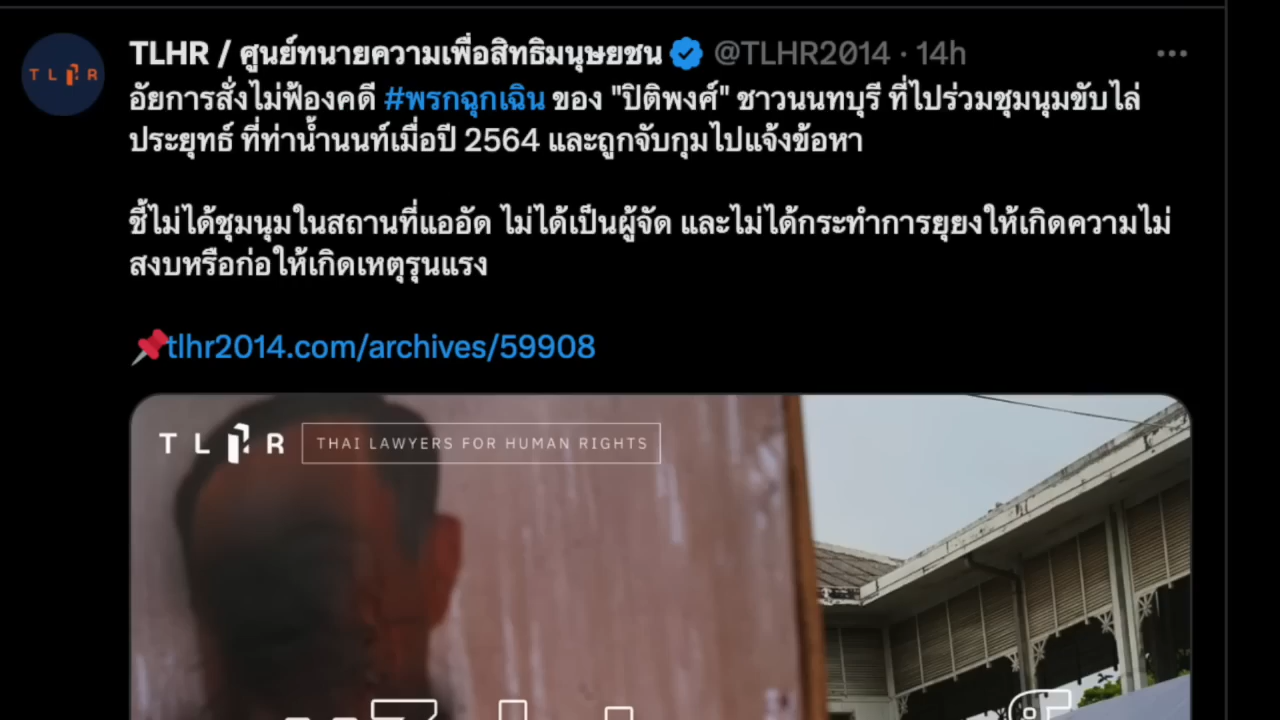 TLHR
TLHR / ศูนย์ทนายความเพื่อสิทธิมนุษยชน @TLHR2014 · 14h
อัยการสั่งไม่ฟ้องคดี #พรกฉุกเฉิน ของ "ปิติพงศ์" ชาวนนทบุรี ที่ไปร่วมชุมนุมขับไล่
ประยุทธ์ ที่ท่าน้ำนนท์เมื่อปี 2564 และถูกจับกุมไปแจ้งข้อหา
ชี้ไม่ได้ชุมนุมในสถานที่แออัด ไม่ได้เป็นผู้จัด และไม่ได้กระทำการยุยงให้เกิดความไม่
สงบหรือก่อให้เกิดเหตุรุนแรง
tlhr2014.com/archives/59908
TLHR THAI LAWYERS FOR HUMAN RIGHTS